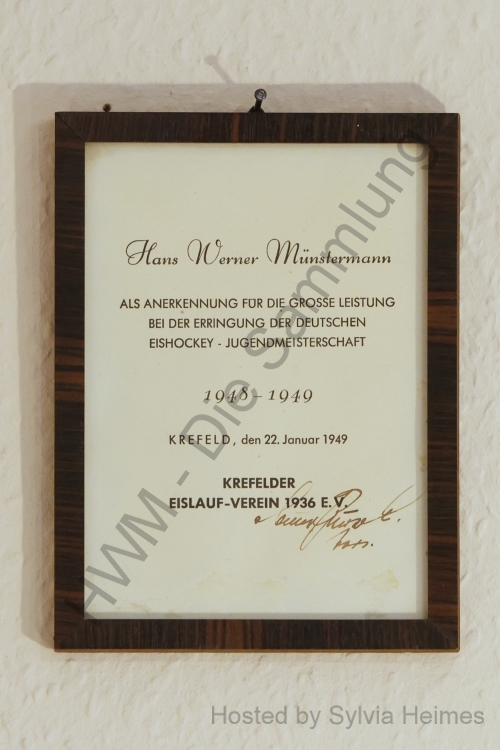 Hans Werner Münstermann
ALS ANERKENNUNG FÜR DIE GROSSE LEISTUNG
BEI DER ERRINGUNG DER DEUTSCHEN
EISHOCKEY - JUGENDMEISTERSCHAFT
1948 – 1949
KREFELD, den 22. Januar 1949
KREFELDER
EISLAUF-VEREIN 1936 E.V.
HWM - Die Sammlung
Hosted by Sylvia Heimes